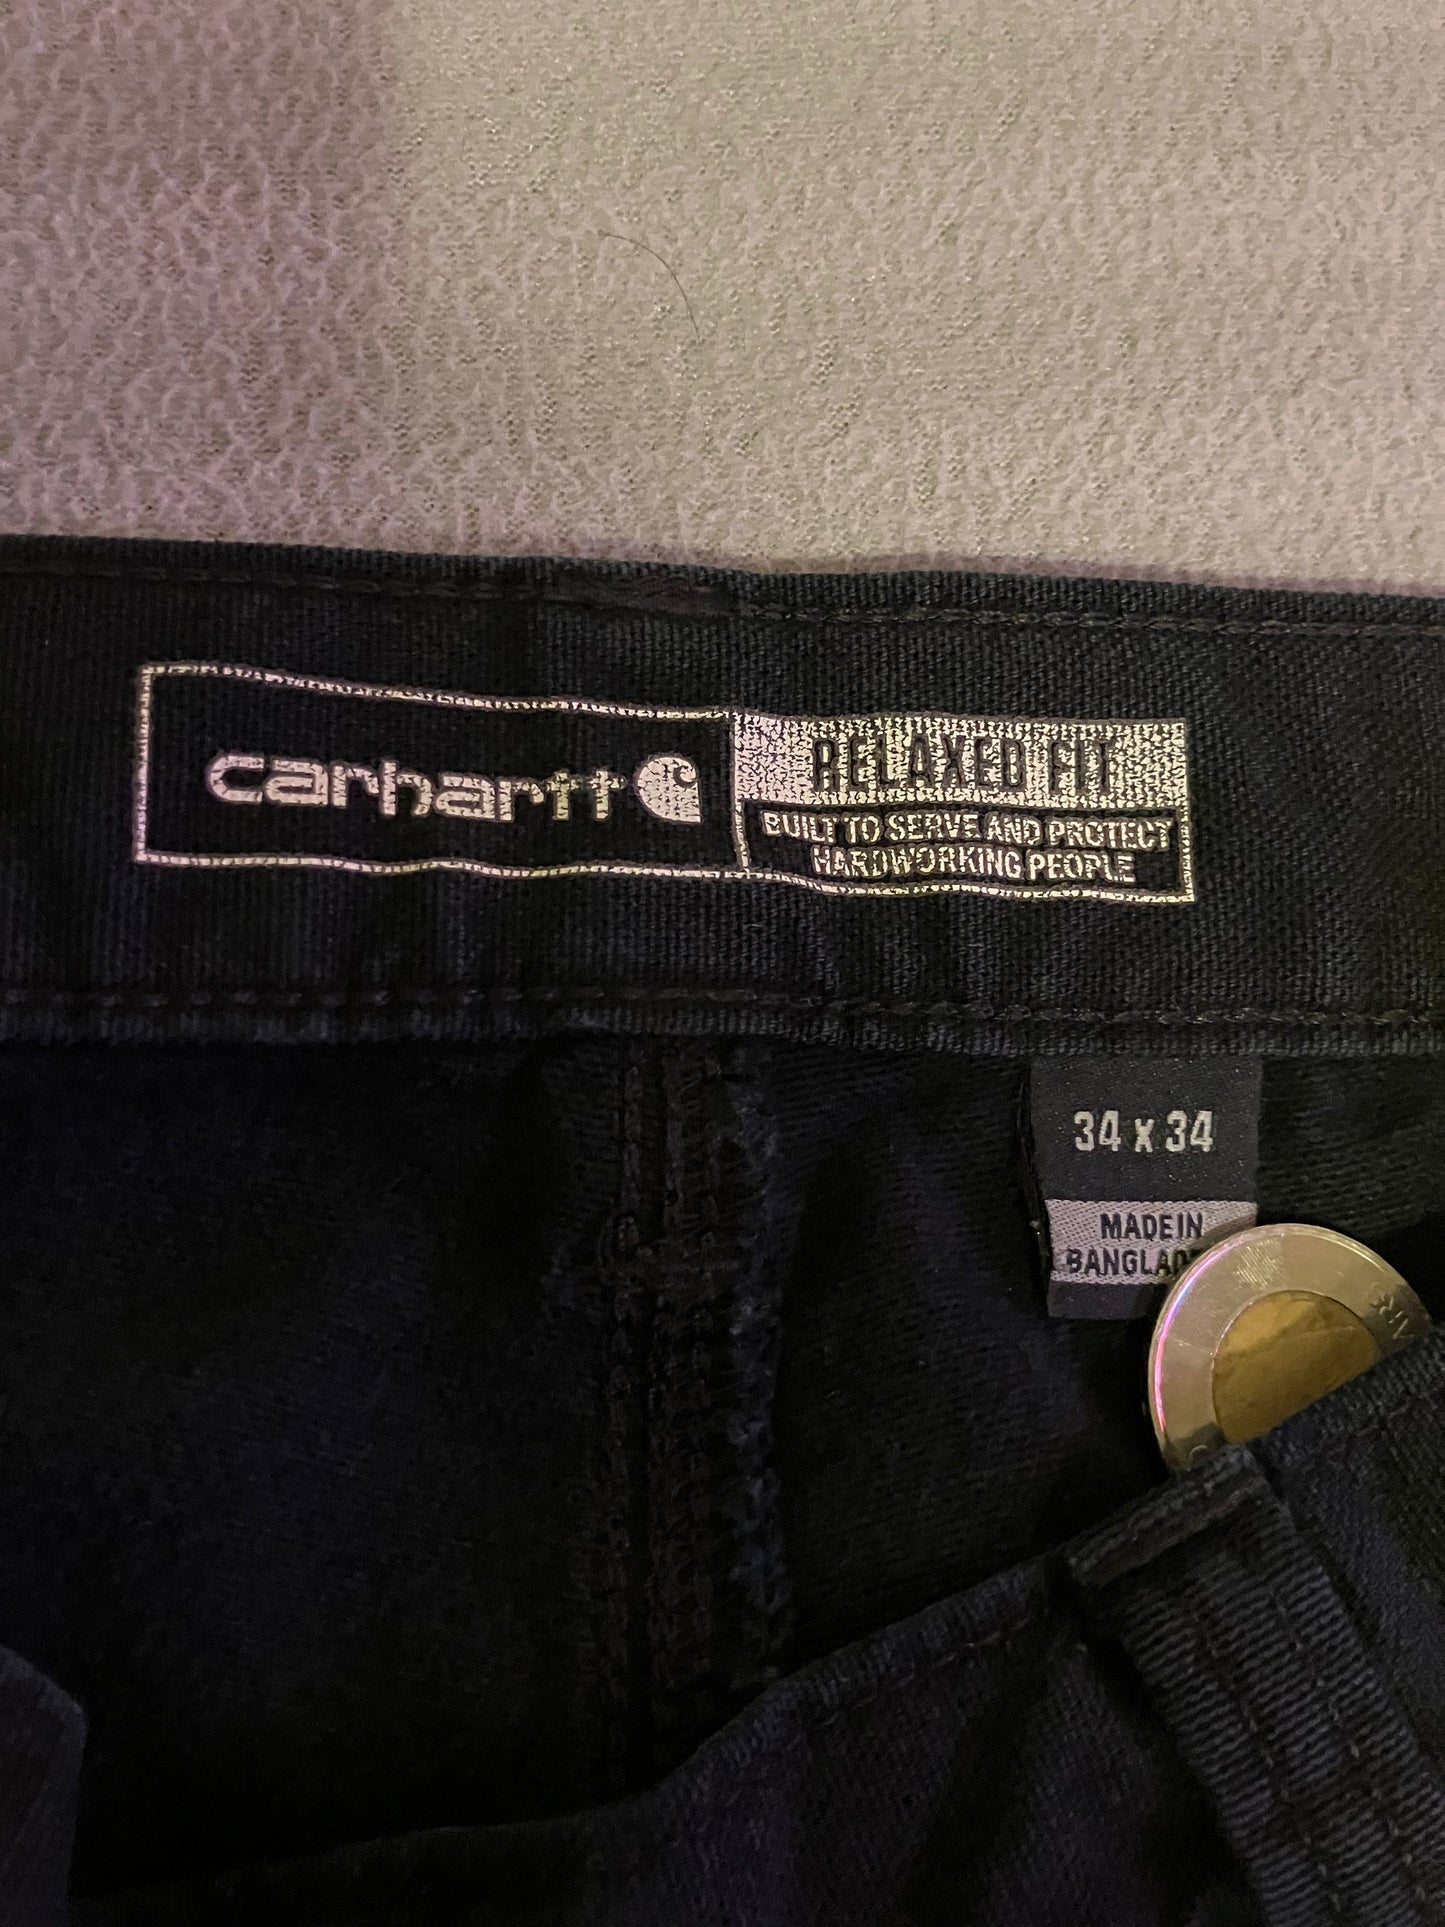 carhartt
RELAXED FIT
BUILT TO SERVE AND PROTECT
HARDWORKING PEOPLE
34 x 34
MADE IN